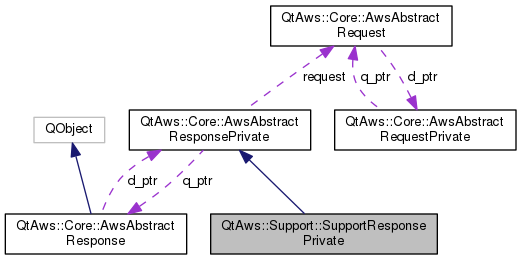 QtAws::Core::AwsAbstract
Request
request
q_ptr
d_ptr
QObject
QtAws::Core::AwsAbstract
ResponsePrivate
QtAws::Core::AwsAbstract
RequestPrivate
d_ptr
q_ptr
QtAws::Core::AwsAbstract
Response
QtAws::Support::SupportResponse
Private